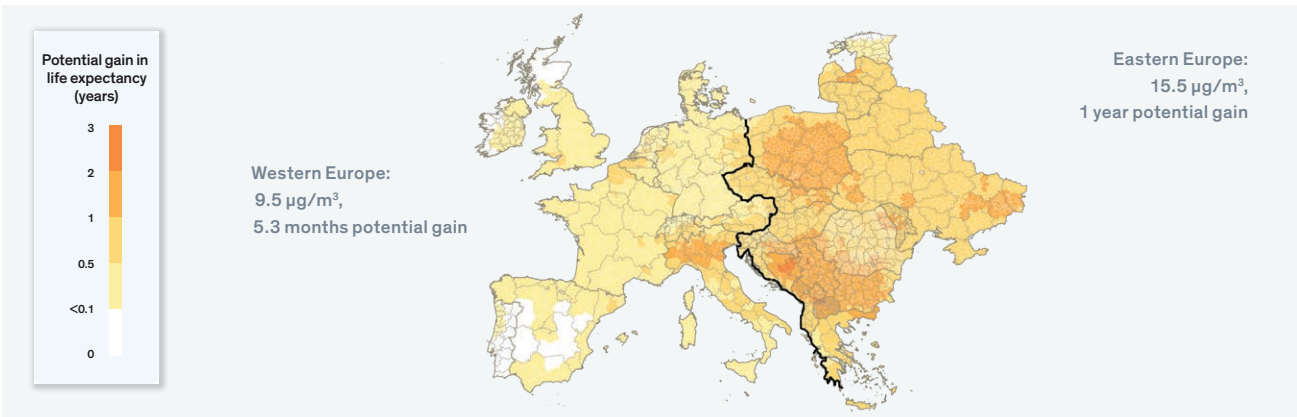 Potential gain in
life expectancy
(years)
3
2
1
0.5
<0.1
0
Western Europe:
9.5 µg/m³,
5.3 months potential gain
Eastern Europe:
15.5 µg/m³,
1 year potential gain